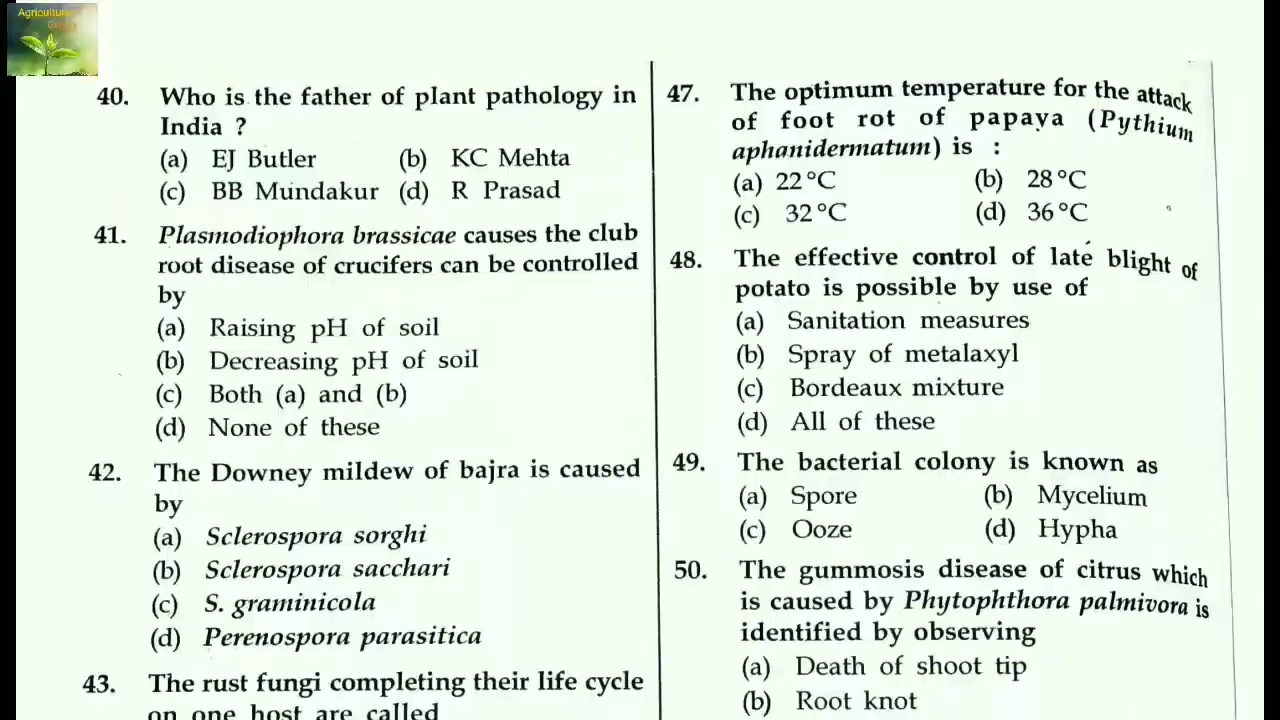 Agriculture
40. Who is the father of plant pathology in
India ?
(a) EJ Butler (b) KC Mehta
(c) BB Mundakur (d) R Prasad
41. Plasmodiophora brassicae causes the club
root disease of crucifers can be controlled
by
(a) Raising pH of soil
(b) Decreasing pH of soil
(c) Both (a) and (b)
(d) None of these
42. The Downey mildew of bajra is caused
by
(a) Sclerospora sorghi
(b) Sclerospora sacchari
(c) S. graminicola
(d) Perenospora parasitica
43. The rust fungi completing their life cycle
on one host are called
47. The optimum temperature for the attack
of foot rot of papaya (Pythium
aphanidermatum) is :
(a) 22°C (b) 28°C
(c) 32°C (d) 36°C
48. The effective control of late blight of
potato is possible by use of
(a) Sanitation measures
(b) Spray of metalaxyl
(c) Bordeaux mixture
(d) All of these
49. The bacterial colony is known as
(a) Spore (b) Mycelium
(c) Ooze (d) Hypha
50. The gummosis disease of citrus which
is caused by Phytophthora palmivora is
identified by observing
(a) Death of shoot tip
(b) Root knot